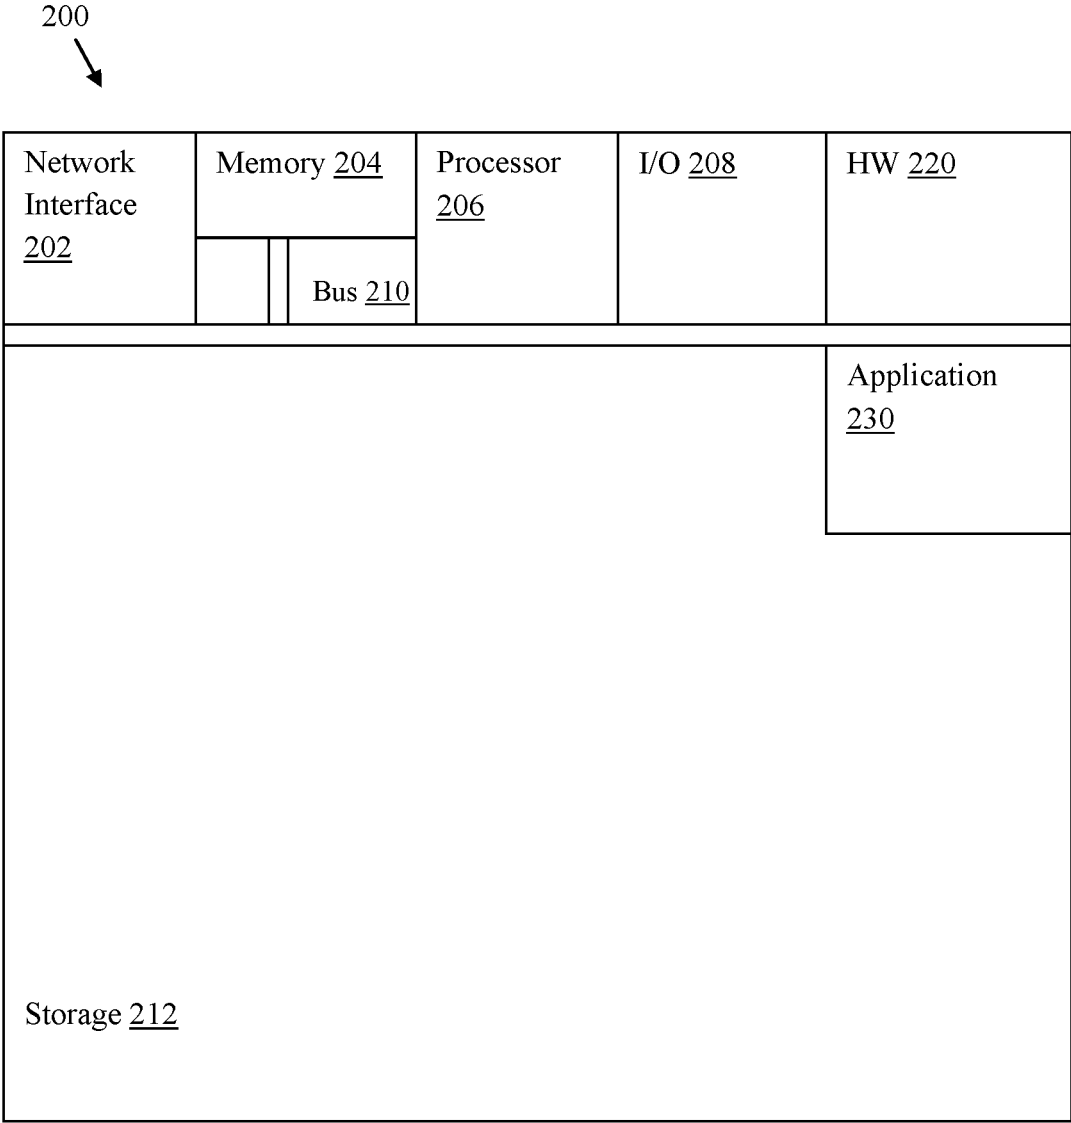 200
Network
Interface
202
Memory 204
Bus 210
Processor
206
I/O 208
HW 220
Application
230
Storage 212